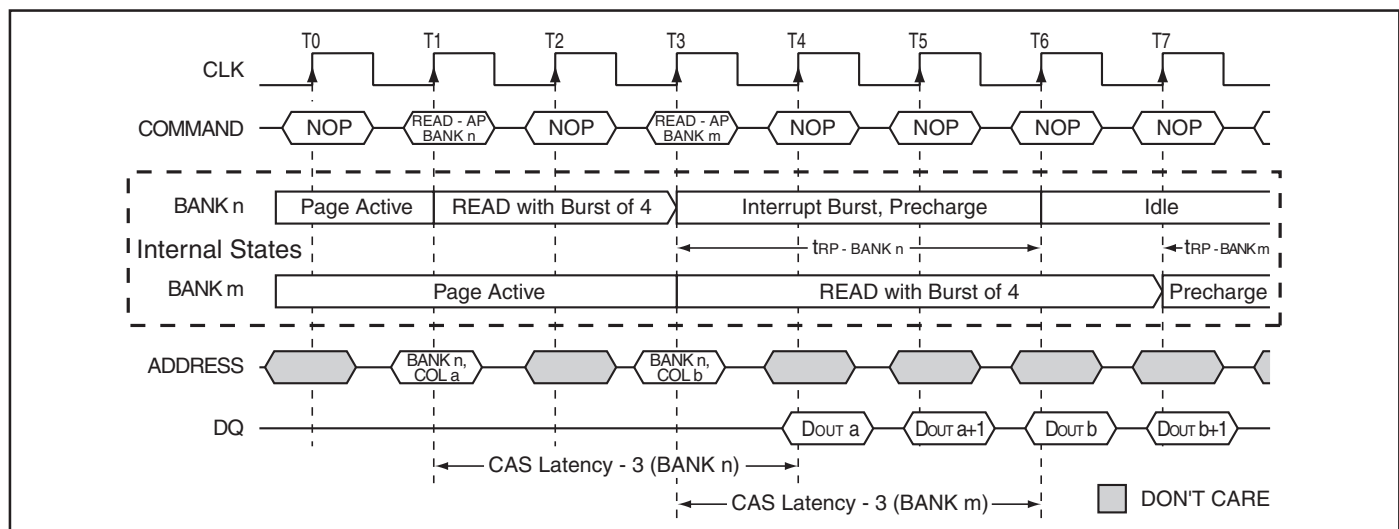 T0 T1 T2 T3 T4 T5 T6 T7
CLK
COMMAND NOP READ - AP BANK n NOP READ - AP BANK m NOP NOP NOP NOP
BANK n Page Active READ with Burst of 4 Interrupt Burst, Precharge Idle
Internal States tRP - BANK n tRP - BANK m
BANK m Page Active READ with Burst of 4 Precharge
ADDRESS BANK n, COL a BANK n, COL b
DQ DOUT a DOUT a+1 DOUT b DOUT b+1
CAS Latency - 3 (BANK n)
CAS Latency - 3 (BANK m) DON'T CARE